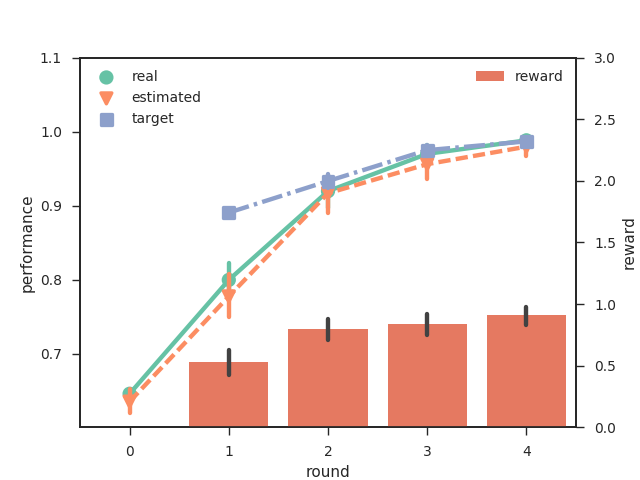 1.1
1.0
0.9
0.8
0.7
performance
real
estimated
target
reward
3.0
2.5
2.0
1.5
1.0
0.5
0.0
reward
0 1 2 3 4
round